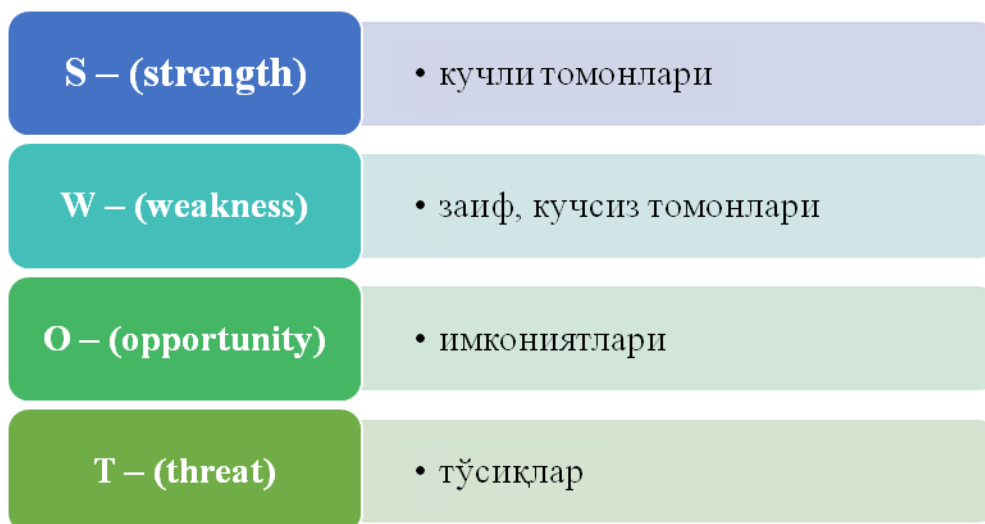 S – (strength)
• кучли томонлари
W – (weakness)
• заиф, кучсиз томонлари
O – (opportunity)
• имкониятлари
T – (threat)
• тўсиқлар